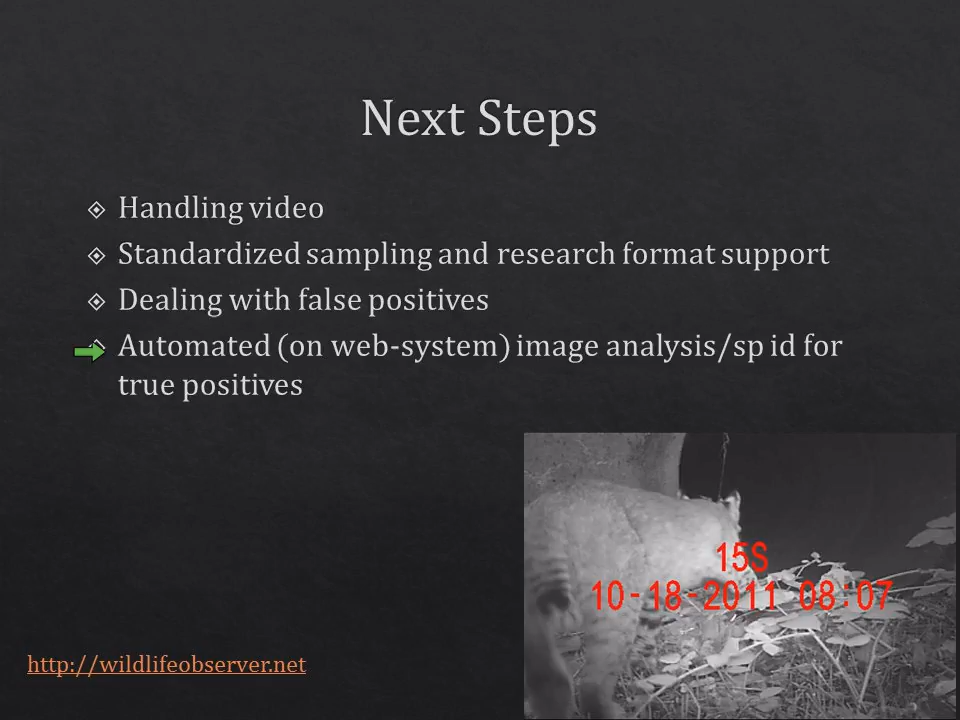 Next Steps
Handling video
Standardized sampling and research format support
Dealing with false positives
Automated (on web-system) image analysis/sp id for
true positives
15S
10-18-2011 08:07
http://wildlifeobserver.net